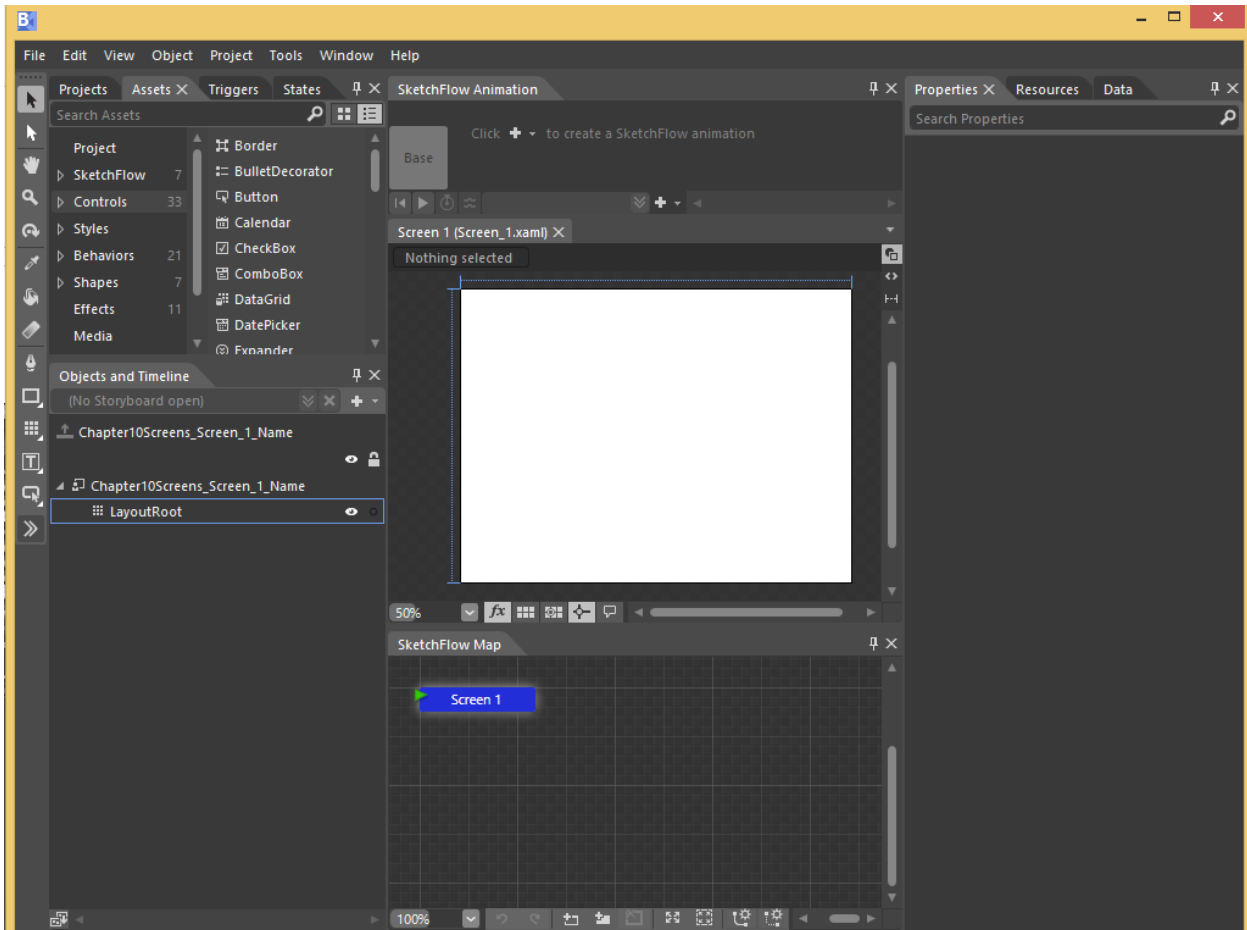 File Edit View Object Project Tools Window Help
Projects Assets Triggers States
Search Assets
Project
SketchFlow 7
Controls 33
Styles
Behaviors 21
Shapes 7
Effects 11
Media
Border
BulletDecorator
Button
Calendar
CheckBox
ComboBox
DataGrid
DatePicker
Expander
Objects and Timeline
(No Storyboard open)
Chapter10Screens_Screen_1_Name
Chapter10Screens_Screen_1_Name
LayoutRoot
SketchFlow Animation
Click + to create a SketchFlow animation
Base
Screen 1 (Screen_1.xaml)
Nothing selected
50%
fx
SketchFlow Map
Screen 1
100%
Properties Resources Data
Search Properties